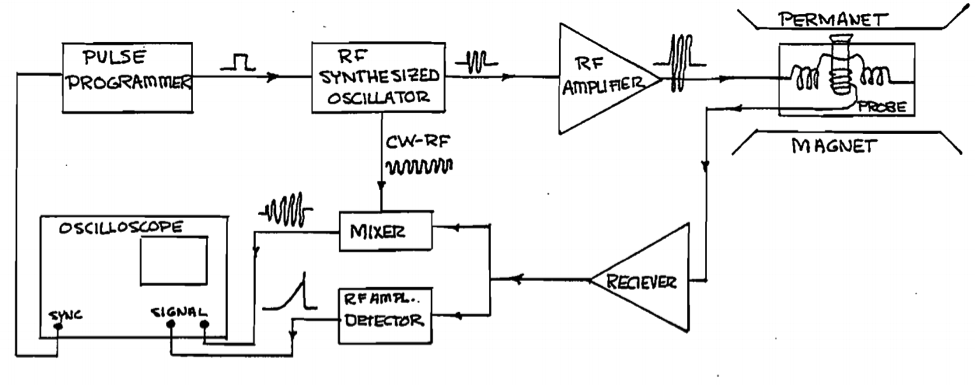 PULSE
PROGRAMMER
RF
SYNTHESIZED
OSCILLATOR
RF
AMPLIFIER
PERMANET
PROBE
MAGNET
CW-RF
MIXER
OSCILLOSCOPE
SYNC
SIGNAL
RF AMPL..
DETECTOR
RECIEVER